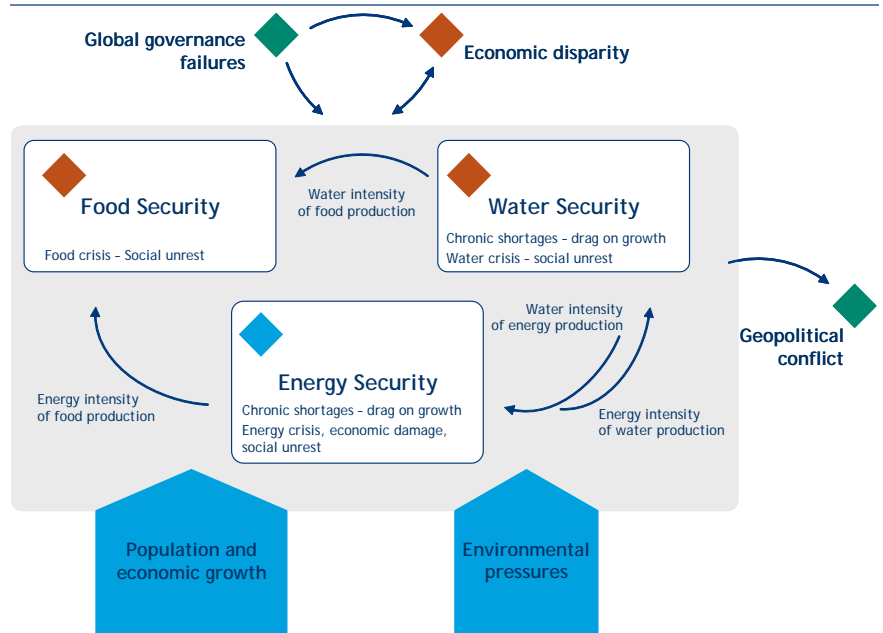 Global governance
failures
Economic disparity
Food Security
Food crisis – Social unrest
Water intensity
of food production
Water Security
Chronic shortages – drag on growth
Water crisis – social unrest
Water intensity
of energy production
Geopolitical
conflict
Energy Security
Chronic shortages – drag on growth
Energy crisis, economic damage,
social unrest
Energy intensity
of food production
Energy intensity
of water production
Population and
economic growth
Environmental
pressures